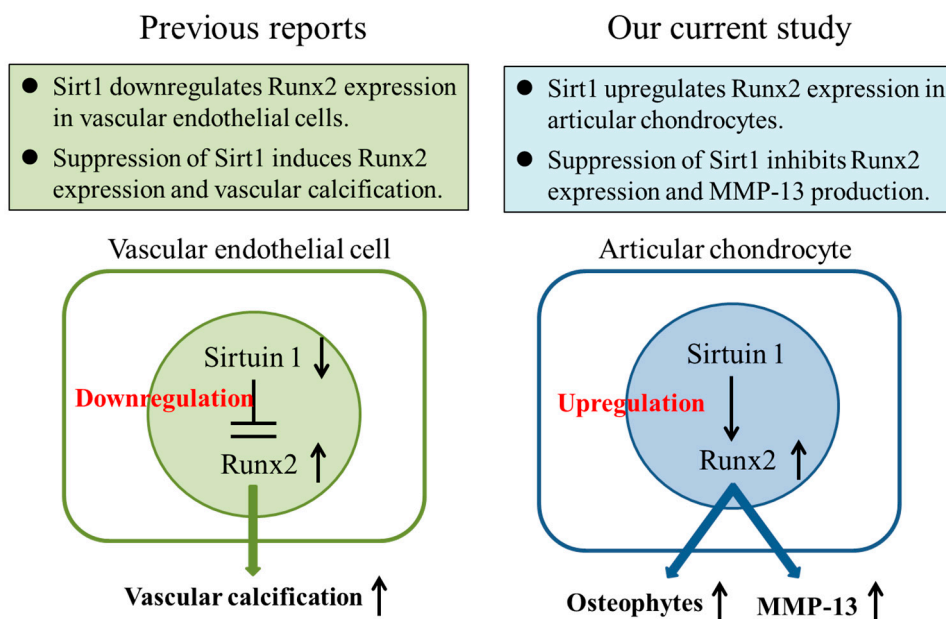 Previous reports
● Sirt1 downregulates Runx2 expression
in vascular endothelial cells.
● Suppression of Sirt1 induces Runx2
expression and vascular calcification.
Vascular endothelial cell
Sirtuin 1
Downregulation
Runx2
Vascular calcification
Our current study
● Sirt1 upregulates Runx2 expression in
articular chondrocytes.
● Suppression of Sirt1 inhibits Runx2
expression and MMP-13 production.
Articular chondrocyte
Sirtuin 1
Upregulation
Runx2
Osteophytes
MMP-13